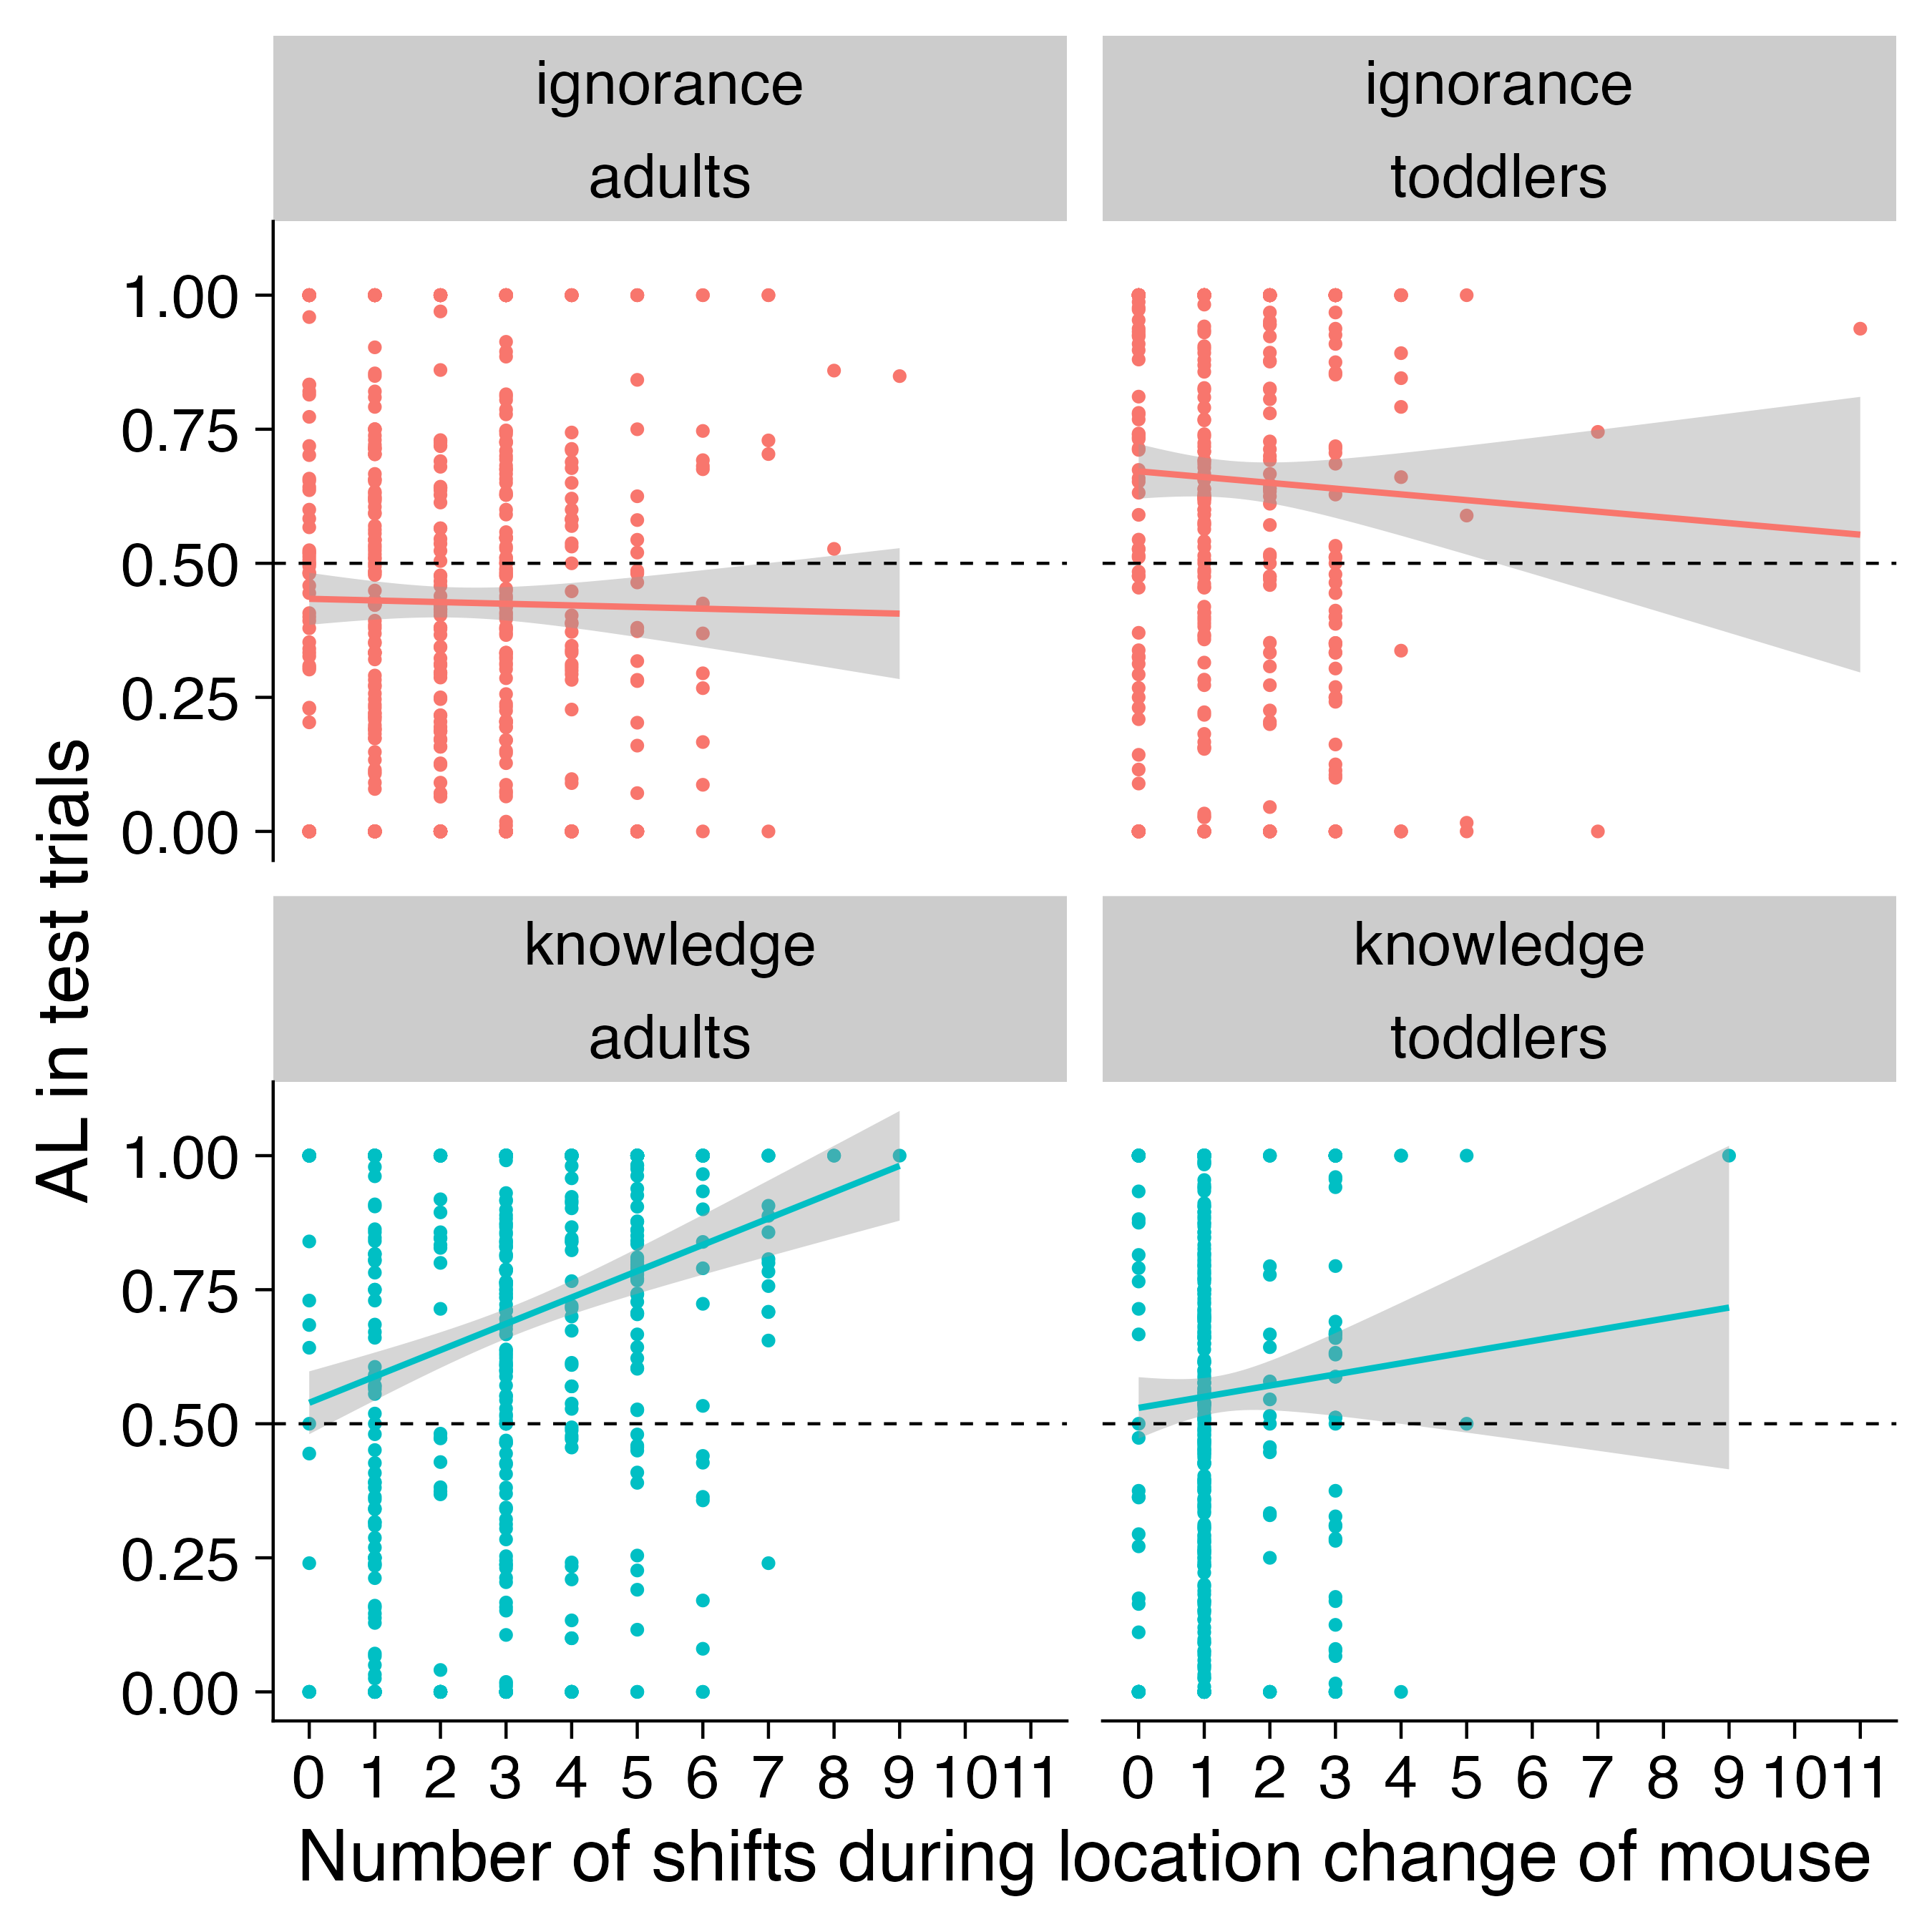 ignorance
adults
ignorance
toddlers
1.00
0.75
0.50
0.25
0.00
knowledge
adults
knowledge
toddlers
1.00
0.75
0.50
0.25
0.00
AL in test trials
0 1 2 3 4 5 6 7 8 9 10 11
0 1 2 3 4 5 6 7 8 9 10 11
Number of shifts during location change of mouse